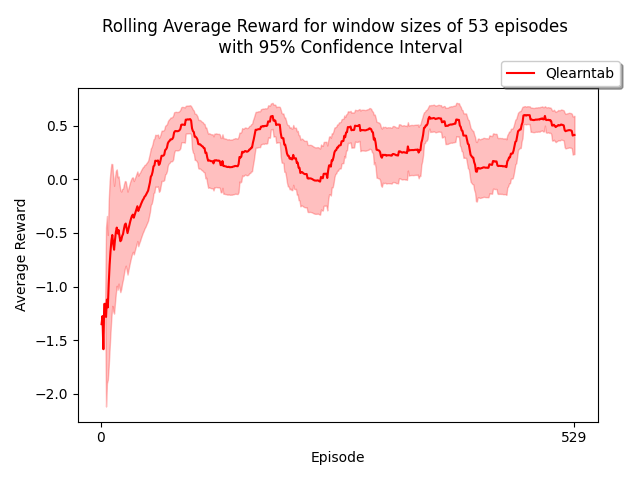 Rolling Average Reward for window sizes of 53 episodes
with 95% Confidence Interval
Qlearntab
0.5
0.0
−0.5
−1.0
−1.5
−2.0
Average Reward
0
529
Episode